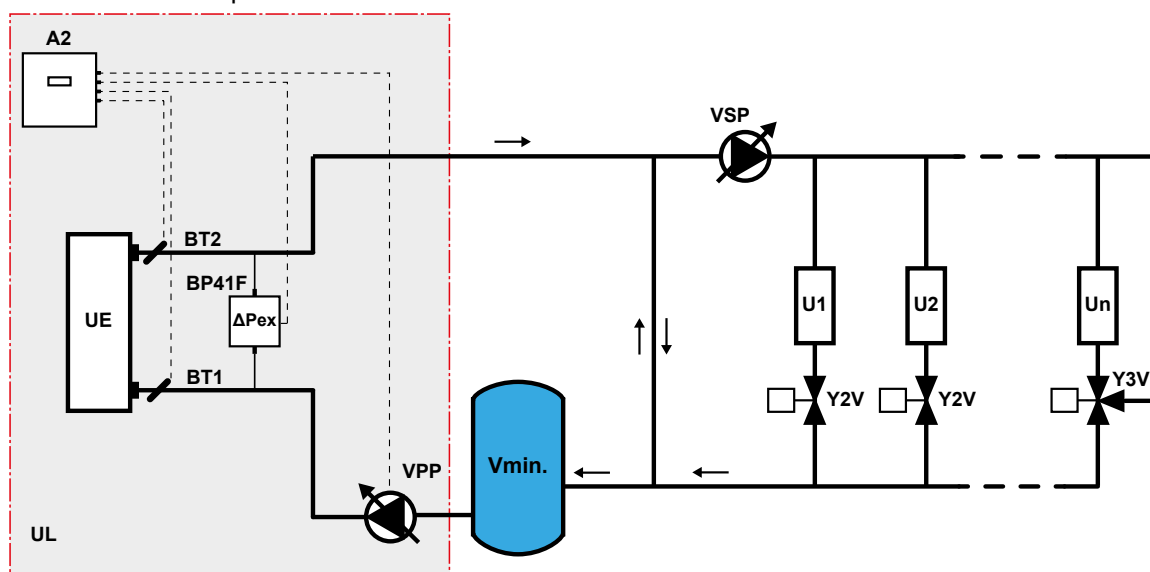 A2
VSP
BT2
BP41F
ΔPex
UE
U1
U2
Un
BT1
Y2V
Y2V
Y3V
Vmin.
VPP
UL